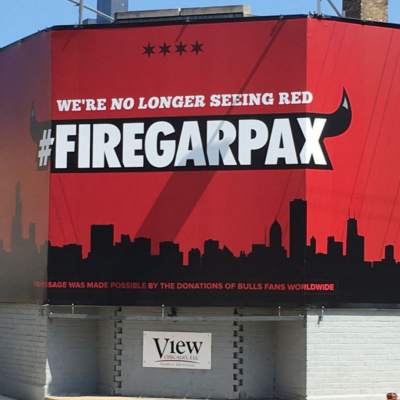 WE'RE NO LONGER SEEING RED
#FIREGARPAX
MESSAGE WAS MADE POSSIBLE BY THE DONATIONS OF BULLS FANS WORLDWIDE
View
CHICAGO, LLC